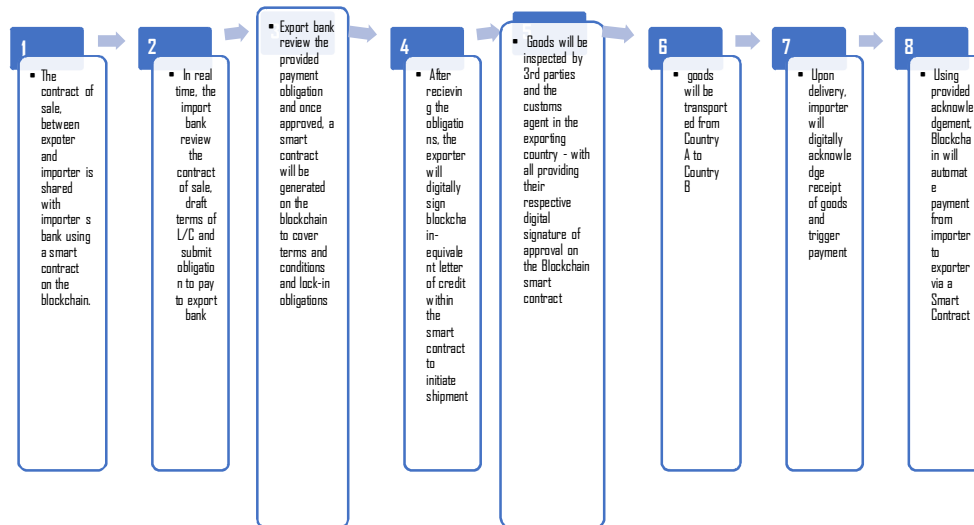 1
▪ The
contract of
sale,
between
expoter
and
importer is
shared
with
importer s
bank using
a smart
contract
on the
blockchain.
2
▪ In real
time, the
import
bank
review
the
contract
of sale,
draft
terms of
L/C and
submit
obligatio
n to pay
to export
bank
3
▪ Export bank
review the
provided
payment
obligation
and once
approved, a
smart
contract
will be
generated
on the
blockchain
to cover
terms and
conditions
and lock-in
obligations
4
▪ After
recievin
g the
obligatio
ns, the
exporter
will
digitally
sign
blockcha
in-
equivale
nt letter
of credit
within
the
smart
contract
to
initiate
shipment
5
▪ Goods will be
inspected by
3rd parties
and the
customs
agent in the
exporting
country - with
all providing
their
respective
digital
signature of
approval on
the Blockchain
smart
contract
6
▪ goods
will be
transport
ed from
Country
A to
Country
B
7
▪ Upon
delivery,
importer
will
digitally
acknowle
dge
receipt
of goods
and
trigger
payment
8
▪ Using
provided
acknowle
dgement,
Blockcha
in will
automat
e
payment
from
importer
to
exporter
via a
Smart
Contract